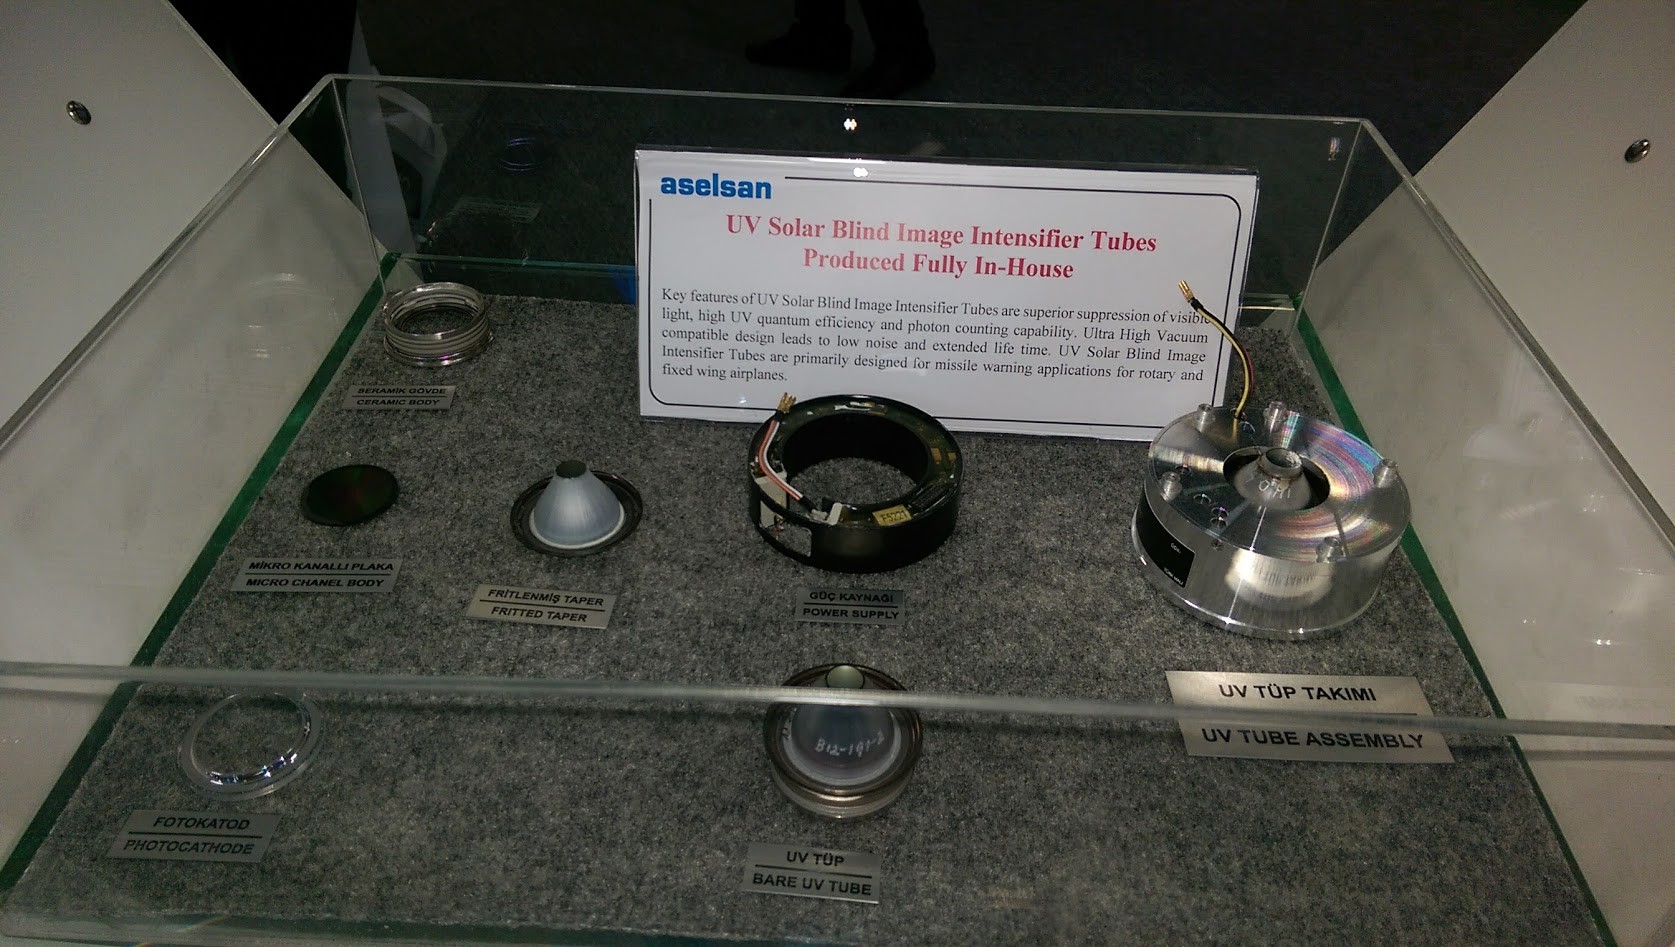 aselsan
UV Solar Blind Image Intensifier Tubes
Produced Fully In-House
Key features of UV Solar Blind Image Intensifier Tubes are superior suppression of visible
light, high UV quantum efficiency and photon counting capability. Ultra High Vacuum
compatible design leads to low noise and extended life time. UV Solar Blind Image
Intensifier Tubes are primarily designed for missile warning applications for rotary and
fixed wing airplanes.
SERAMİK GÖVDE
CERAMIC BODY
MİKRO KANALLI PLAKA
MICRO CHANEL BODY
FRİTLENMİŞ TAPER
FRITTED TAPER
F5221
GÜÇ KAYNAĞI
POWER SUPPLY
UV TÜP TAKIMI
UV TUBE ASSEMBLY
FOTOKATOD
PHOTOCATHODE
UV TÜP
BARE UV TUBE